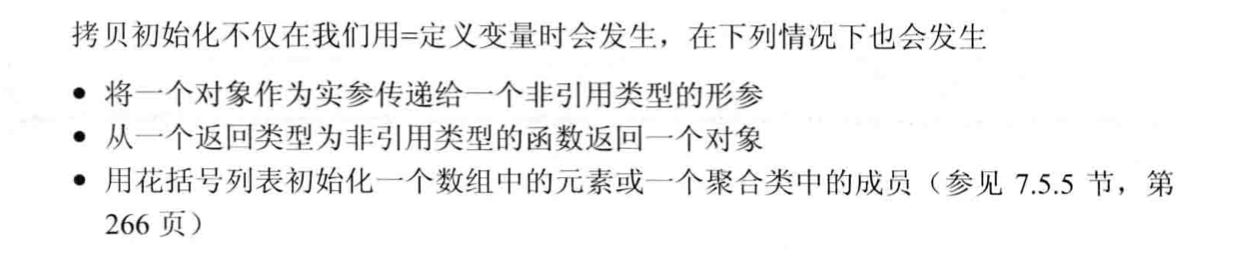 拷贝初始化不仅在我们用=定义变量时会发生，在下列情况下也会发生
● 将一个对象作为实参传递给一个非引用类型的形参
● 从一个返回类型为非引用类型的函数返回一个对象
● 用花括号列表初始化一个数组中的元素或一个聚合类中的成员（参见 7.5.5 节，第
266 页）